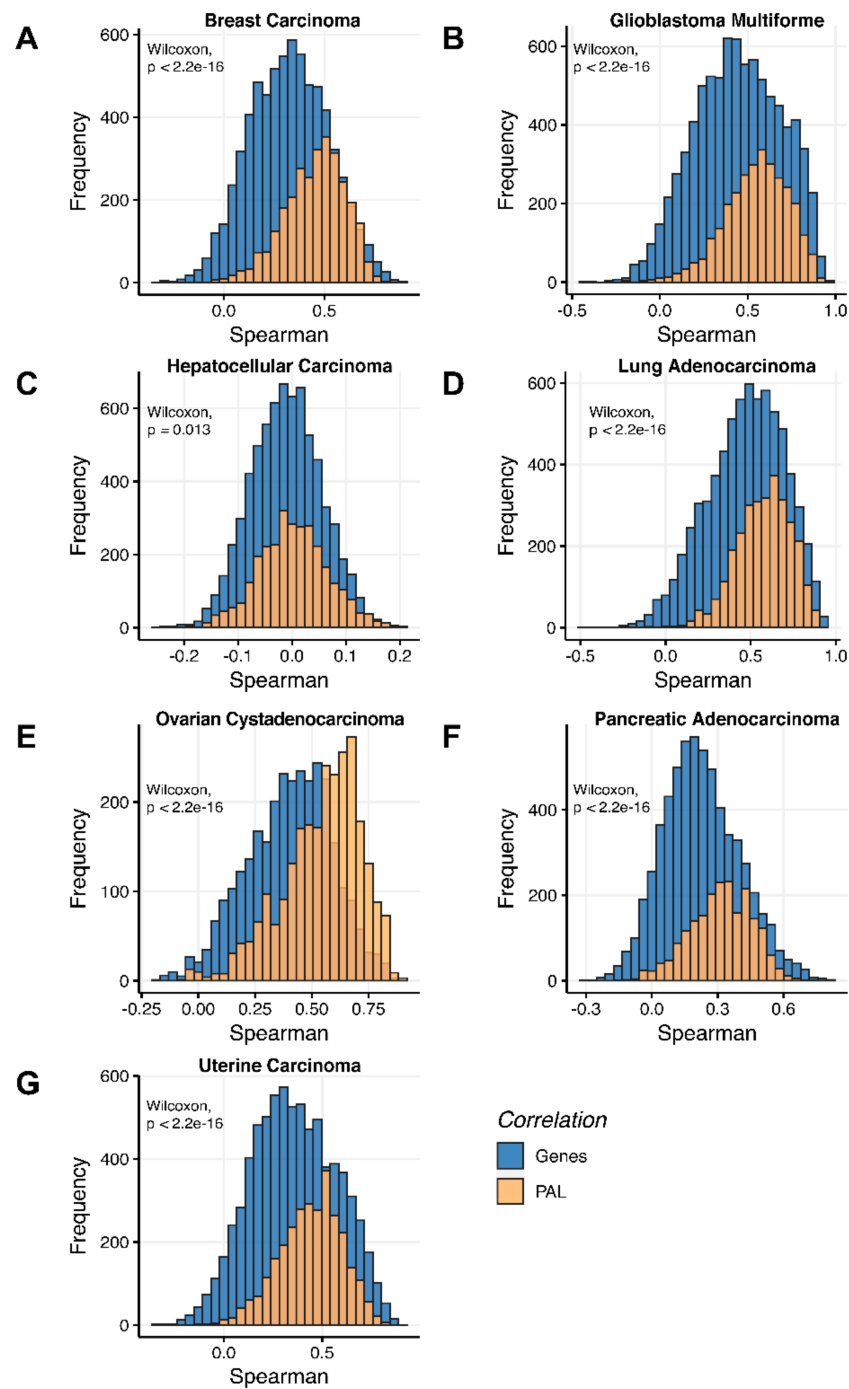 A
Breast Carcinoma
Wilcoxon,
p < 2.2e-16
Frequency
600
400
200
0
0.0 0.5
Spearman
B
Glioblastoma Multiforme
Wilcoxon,
p < 2.2e-16
Frequency
600
400
200
0
-0.5 0.0 0.5 1.0
Spearman
C
Hepatocellular Carcinoma
Wilcoxon,
p = 0.013
Frequency
600
400
200
0
-0.2 -0.1 0.0 0.1 0.2
Spearman
D
Lung Adenocarcinoma
Wilcoxon,
p < 2.2e-16
Frequency
600
400
200
0
-0.5 0.0 0.5 1.0
Spearman
E
Ovarian Cystadenocarcinoma
Wilcoxon,
p < 2.2e-16
Frequency
200
100
0
-0.25 0.00 0.25 0.50 0.75
Spearman
F
Pancreatic Adenocarcinoma
Wilcoxon,
p < 2.2e-16
Frequency
400
200
0
-0.3 0.0 0.3 0.6
Spearman
G
Uterine Carcinoma
Wilcoxon,
p < 2.2e-16
Frequency
600
400
200
0
0.0 0.5
Spearman
Correlation
Genes
PAL